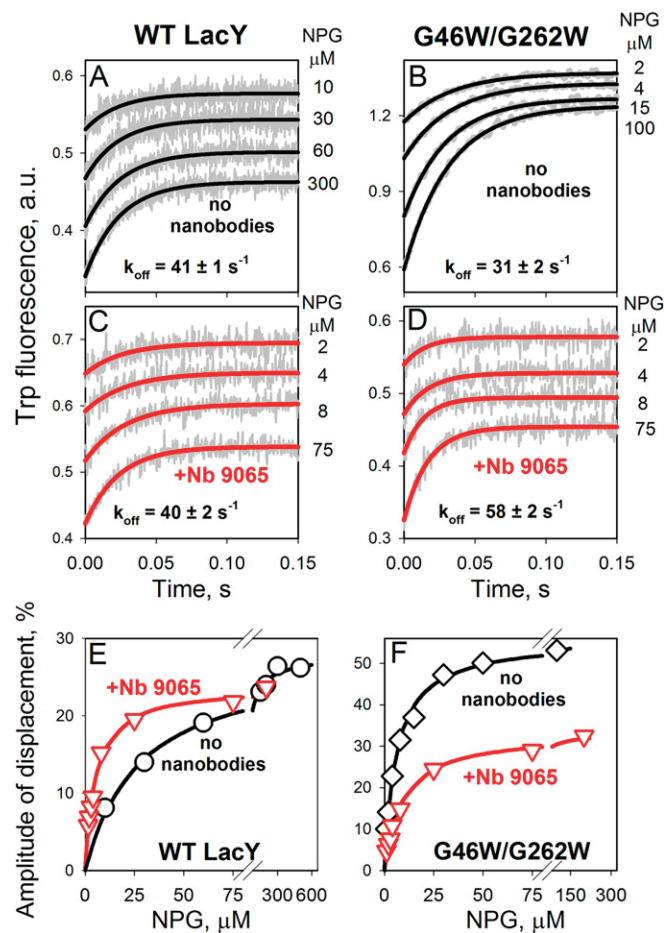 WT LacY
G46W/G262W
NPG
μM
NPG
μM
Trp fluorescence, a.u.
A
0.6
0.5
0.4
10
30
60
300
no
nanobodies
k_off = 41 ± 1 s⁻¹
B
1.2
0.9
0.6
2
4
15
100
no
nanobodies
k_off = 31 ± 2 s⁻¹
C
0.7
0.6
0.5
0.4
NPG
μM
2
4
8
75
+Nb 9065
k_off = 40 ± 2 s⁻¹
0.00 0.05 0.10 0.15
Time, s
D
0.6
0.5
0.4
0.3
NPG
μM
2
4
8
75
+Nb 9065
k_off = 58 ± 2 s⁻¹
0.00 0.05 0.10 0.15
Time, s
Amplitude of displacement, %
E
30
20
10
0
+Nb 9065
no
nanobodies
WT LacY
0 25 50 75 300 600
NPG, μM
F
50
40
30
20
10
0
no
nanobodies
+Nb 9065
G46W/G262W
0 25 50 75 150 300
NPG, μM